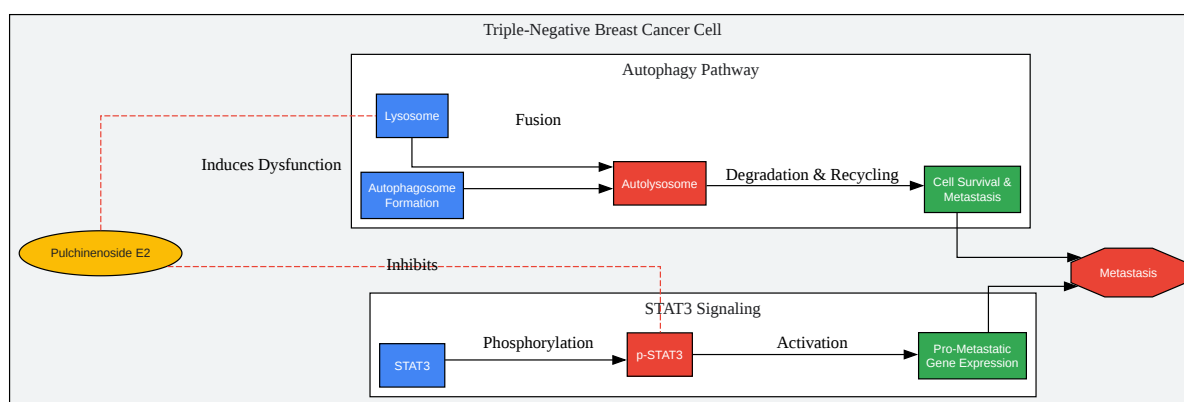 Triple-Negative Breast Cancer Cell
Autophagy Pathway
Lysosome
Fusion
Induces Dysfunction
Autophagosome
Formation
Autolysosome
Degradation & Recycling
Cell Survival &
Metastasis
Pulchinenoside E2
Inhibits
Metastasis
STAT3 Signaling
STAT3
Phosphorylation
p-STAT3
Activation
Pro-Metastatic
Gene Expression